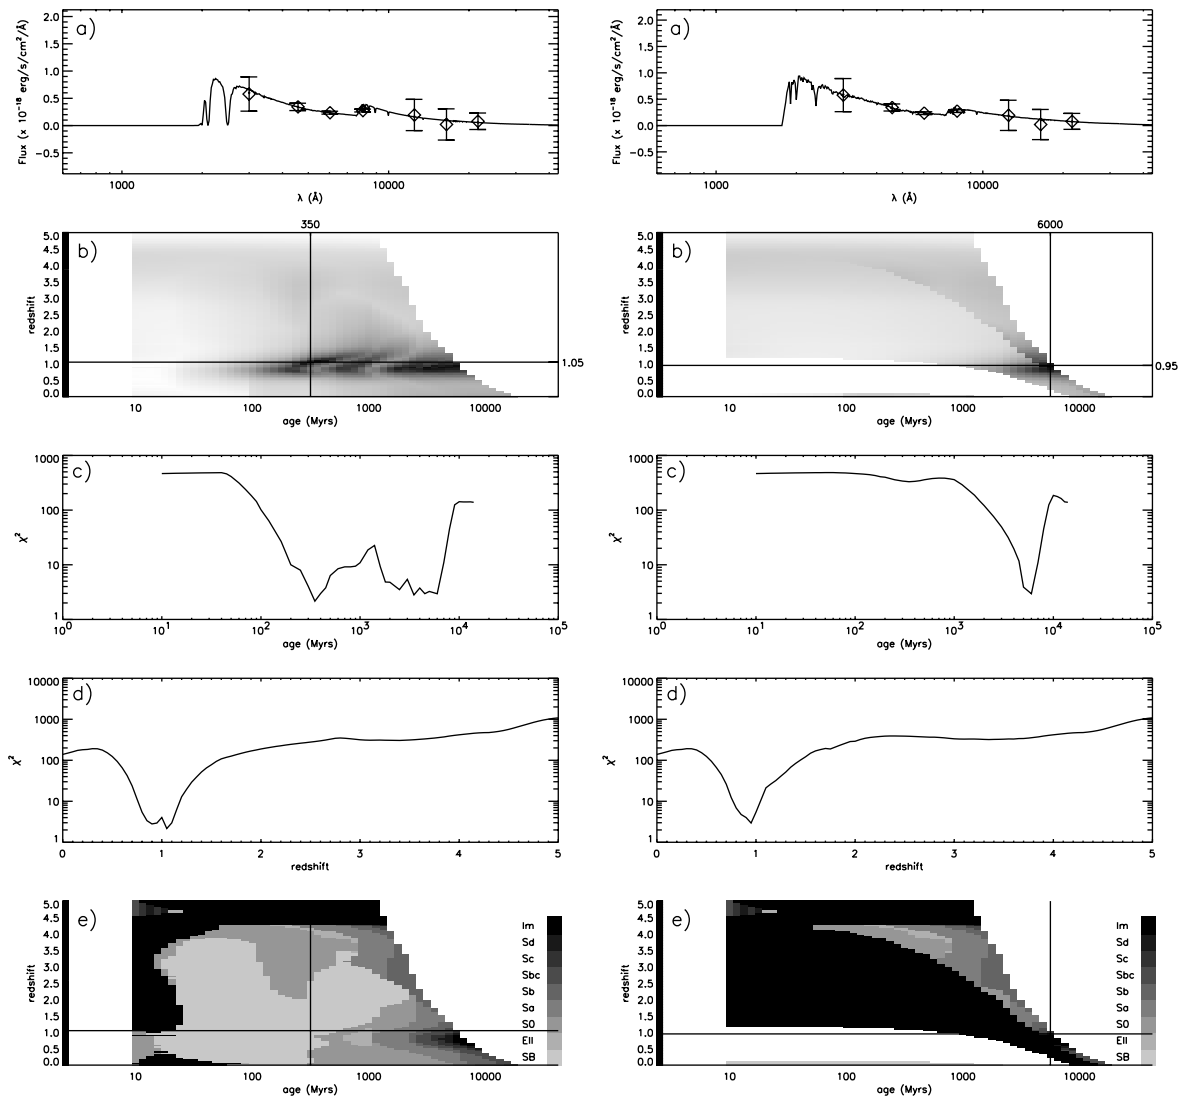 a)
2.0
1.5
1.0
0.5
0.0
−0.5
Flux (x 10⁻¹⁸ erg/s/cm²/Å)
1000
10000
λ (Å)
a)
2.0
1.5
1.0
0.5
0.0
−0.5
Flux (x 10⁻¹⁸ erg/s/cm²/Å)
1000
10000
λ (Å)
350
b)
5.0
4.5
4.0
3.5
3.0
2.5
2.0
1.5
1.0
0.5
0.0
redshift
1.05
10
100
1000
10000
age (Myrs)
6000
b)
5.0
4.5
4.0
3.5
3.0
2.5
2.0
1.5
1.0
0.5
0.0
redshift
0.95
10
100
1000
10000
age (Myrs)
c)
1000
100
10
1
χ²
10⁰
10¹
10²
10³
10⁴
10⁵
age (Myrs)
c)
1000
100
10
1
χ²
10⁰
10¹
10²
10³
10⁴
10⁵
age (Myrs)
d)
10000
1000
100
10
1
χ²
0
1
2
3
4
5
redshift
d)
10000
1000
100
10
1
χ²
0
1
2
3
4
5
redshift
e)
5.0
4.5
4.0
3.5
3.0
2.5
2.0
1.5
1.0
0.5
0.0
redshift
Im
Sd
Sc
Sbc
Sb
Sa
S0
Ell
SB
10
100
1000
10000
age (Myrs)
e)
5.0
4.5
4.0
3.5
3.0
2.5
2.0
1.5
1.0
0.5
0.0
redshift
Im
Sd
Sc
Sbc
Sb
Sa
S0
Ell
SB
10
100
1000
10000
age (Myrs)